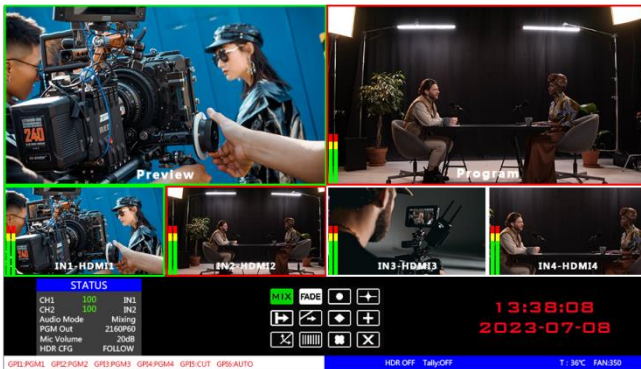 240
Preview
Program
IN1-HDMI1
IN2-HDMI2
IN3-HDMI3
IN4-HDMI4
STATUS
CH1 100 IN1
CH2 100 IN2
Audio Mode Mixing
PGM Out 2160P60
Mic Volume 20dB
HDR CFG FOLLOW
MIX FADE
13:38:08
2023-07-08
GPI1:PGM1 GPI2:PGM2 GPI3:PGM3 GPI4:PGM4 GPI5:CUT GPI6:AUTO
HDR OFF Tally:OFF
T : 36℃ FAN:350